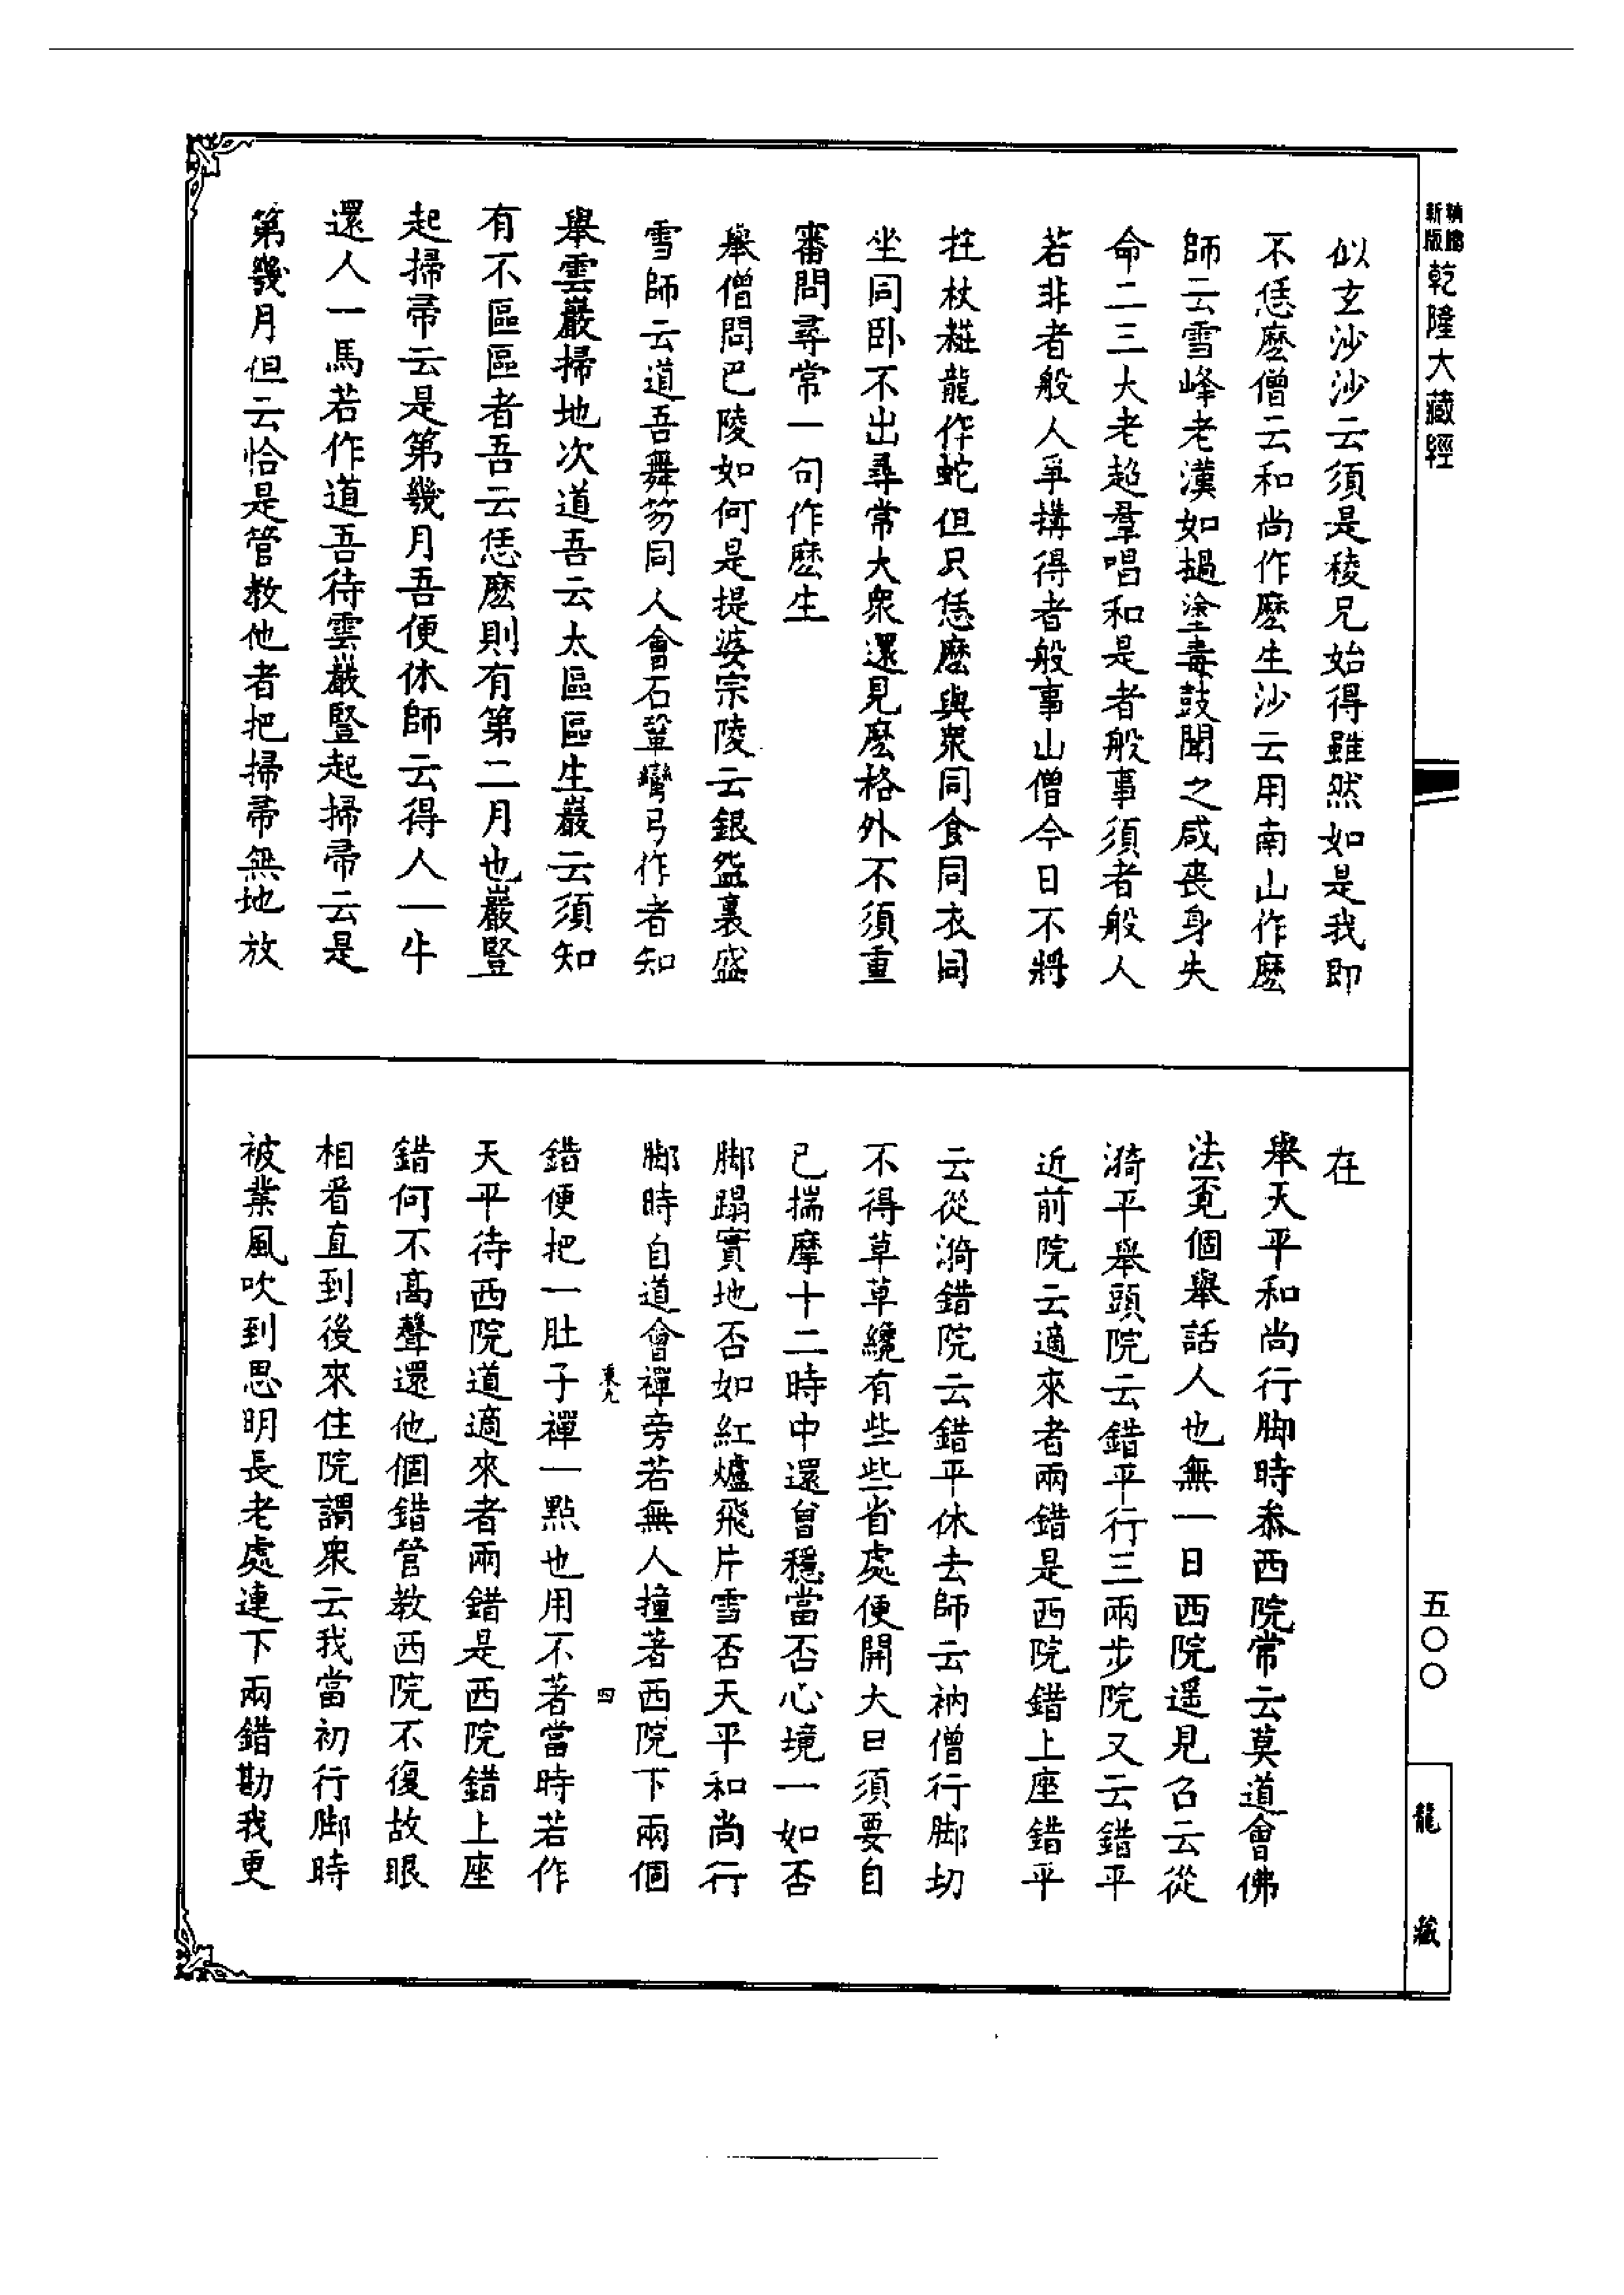 新版
乾隆大藏經
似玄沙沙云須是稜兄始得雖然如是我即
不恁麽僧云和尚作麽生沙云用南山作麽
師云雪峰老漢如撾塗毒鼓聞之咸丧身失
命二三大老超羣唱和是者般事須者般人
若非者般人爭搆得者般事山僧今日不將
拄杖粧龍作蛇但只恁麽與衆同食同衣同
坐同卧不出尋常大衆還見麽格外不須重
審問尋常一句作麽生
舉僧問巴陵如何是提婆宗陵云銀盌裏盛
雪師云道吾舞笏同人會石鞏彎弓作者知
舉雲巖掃地次道吾云太區區生巖云須知
有不區區者吾云恁麽則有第二月也巖豎
起掃帚云是第幾月吾便休師云得人一牛
還人一馬若作道吾待雲巖豎起掃帚云是
第幾月但云恰是管教他者把掃帚無地放
在
舉天平和尚行脚時叅西院常云莫道會佛
法覔個舉話人也無一日西院遥見召云從
漪平舉頭院云錯平行三兩步院又云錯平
近前院云適來者兩錯是西院錯上座錯平
云從漪錯院云錯平休去師云衲僧行脚切
不得草草纔有些些省處便開大口須要自
己揣摩十二時中還曾穩當否心境一如否
脚蹋實地否如紅爐飛片雪否天平和尚行
脚時自道會禪旁若無人撞著西院下兩個
錯便把一肚子禪一點也用不著當時若作
天平待西院道適來者兩錯是西院錯上座
錯何不高聲還他個錯管教西院不復故眼
相看直到後來住院謂衆云我當初行脚時
被業風吹到思明長老處連下兩錯勘我更
四
五〇〇
龍藏